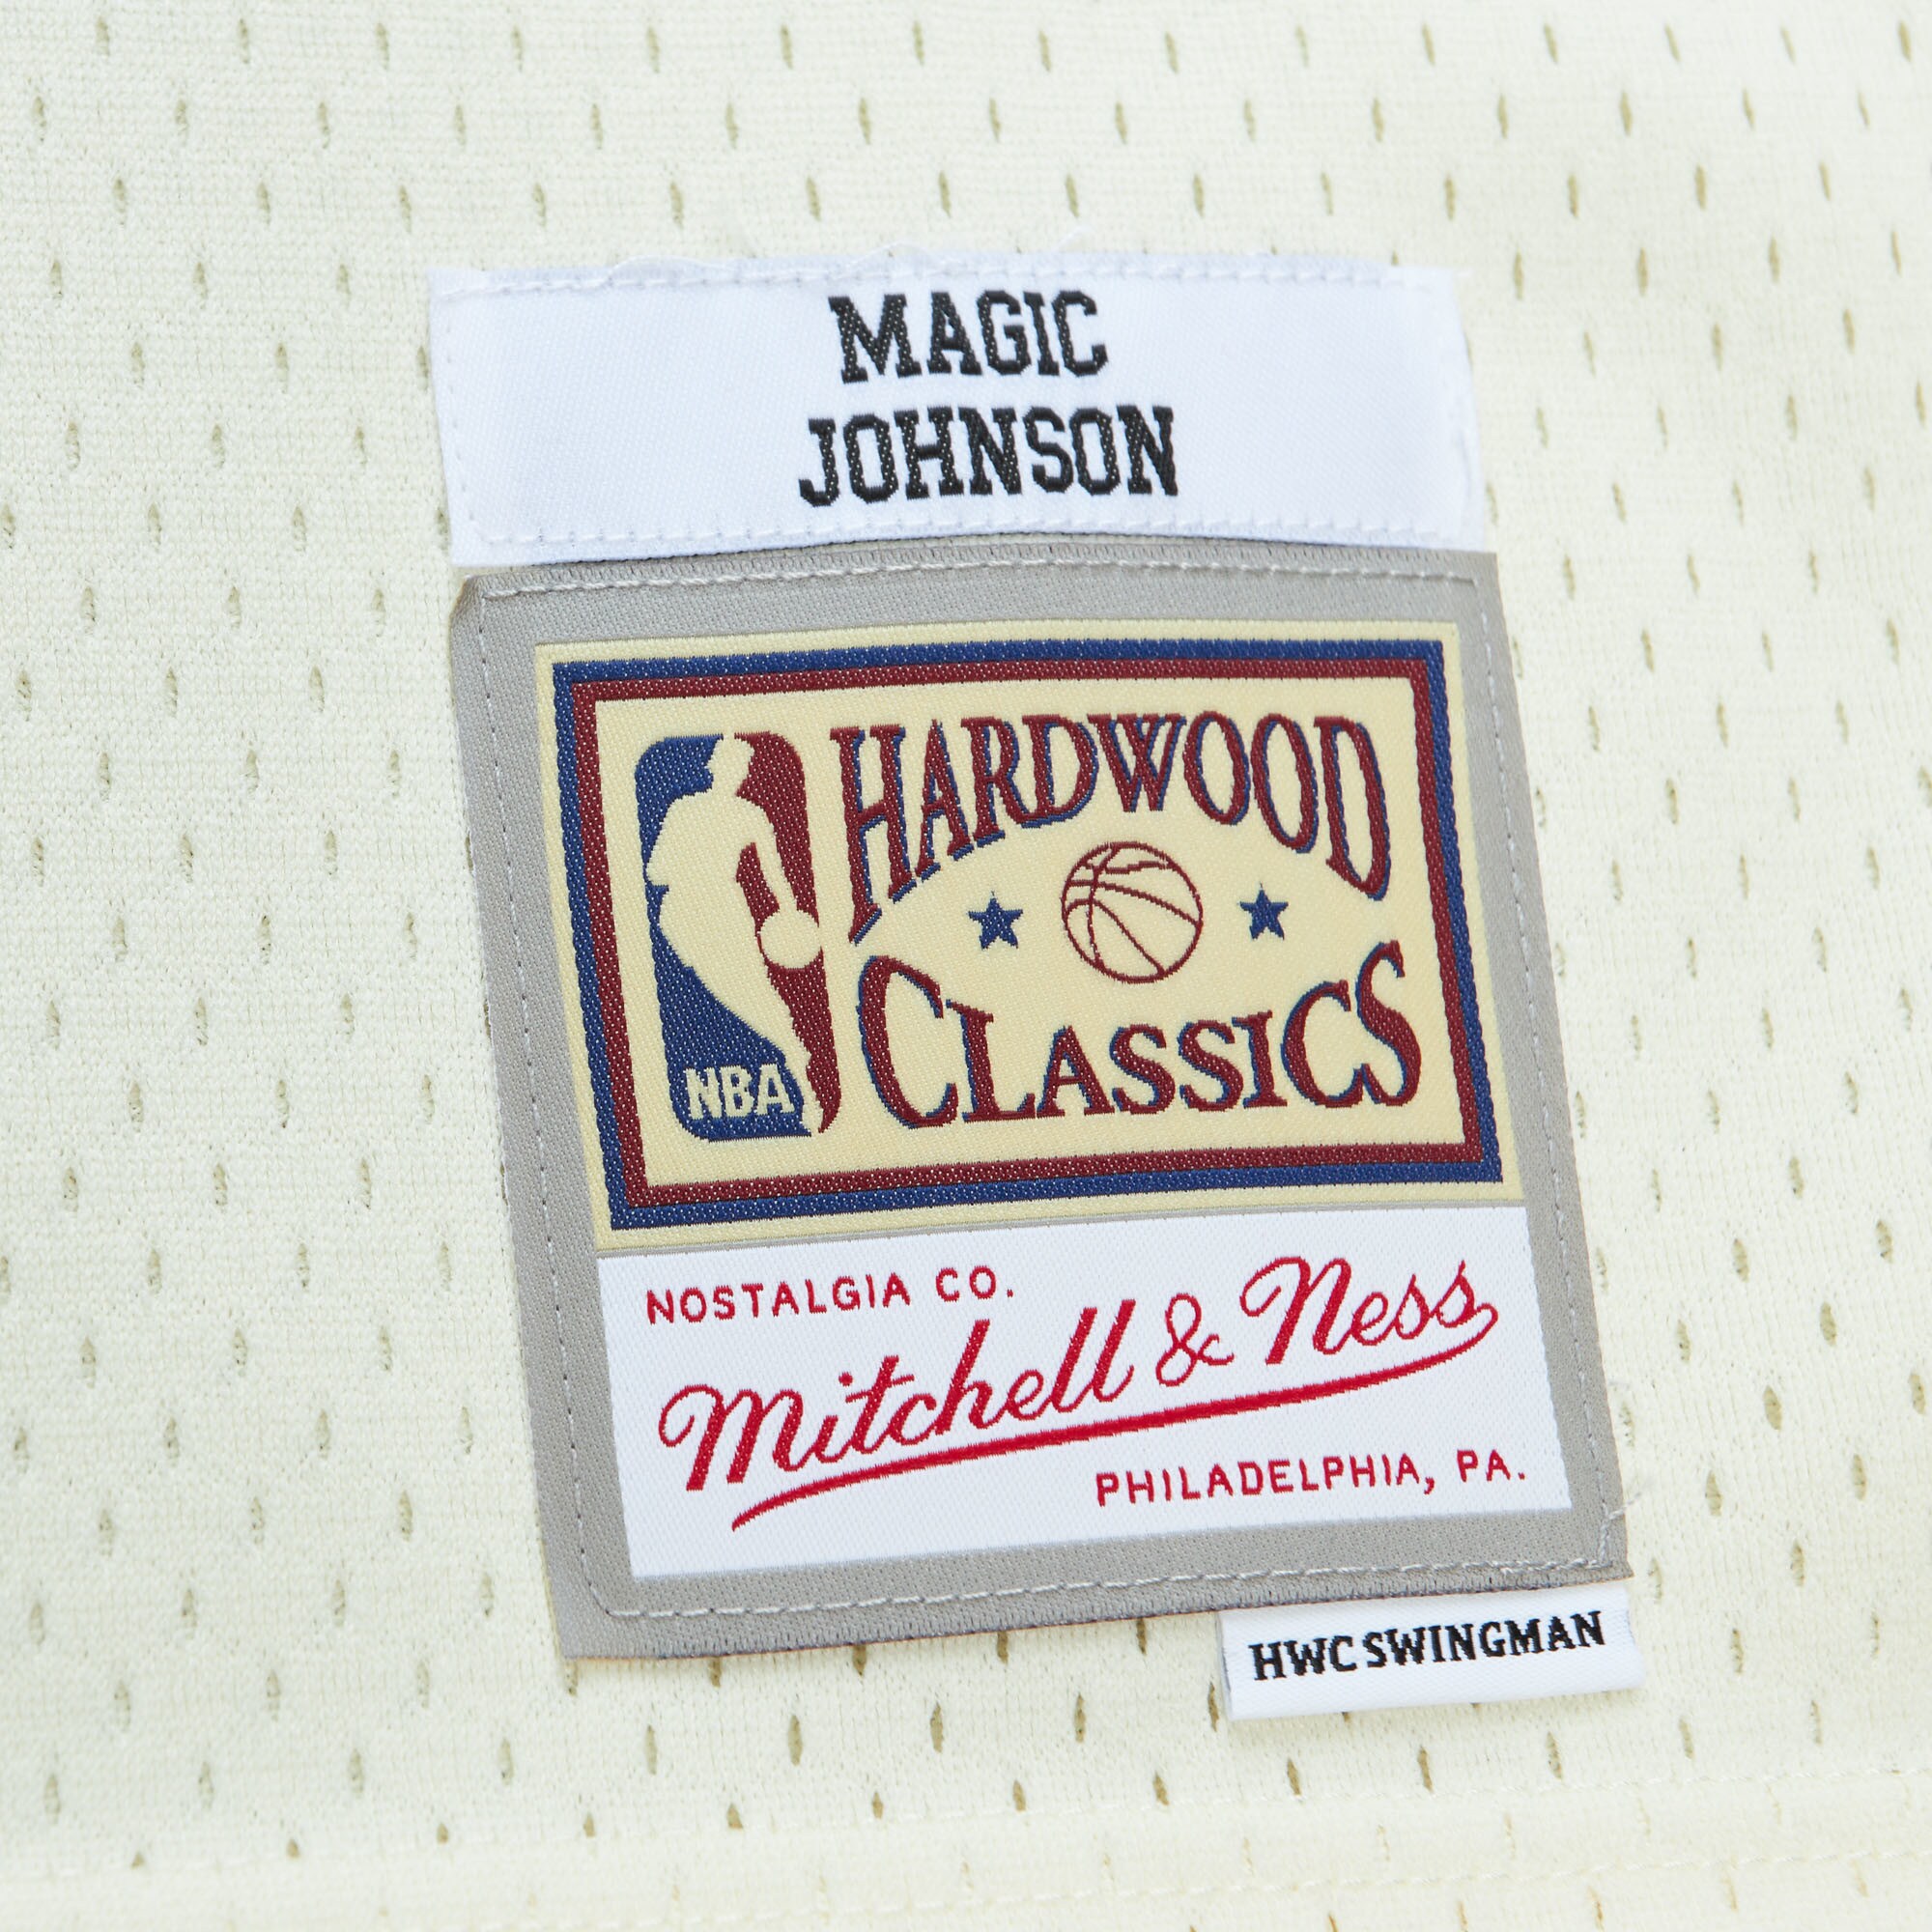 MAGIC
JOHNSON
HARDWOOD
CLASSICS
NBA
NOSTALGIA CO.
Mitchell & Ness
PHILADELPHIA, PA.
HWC SWINGMAN